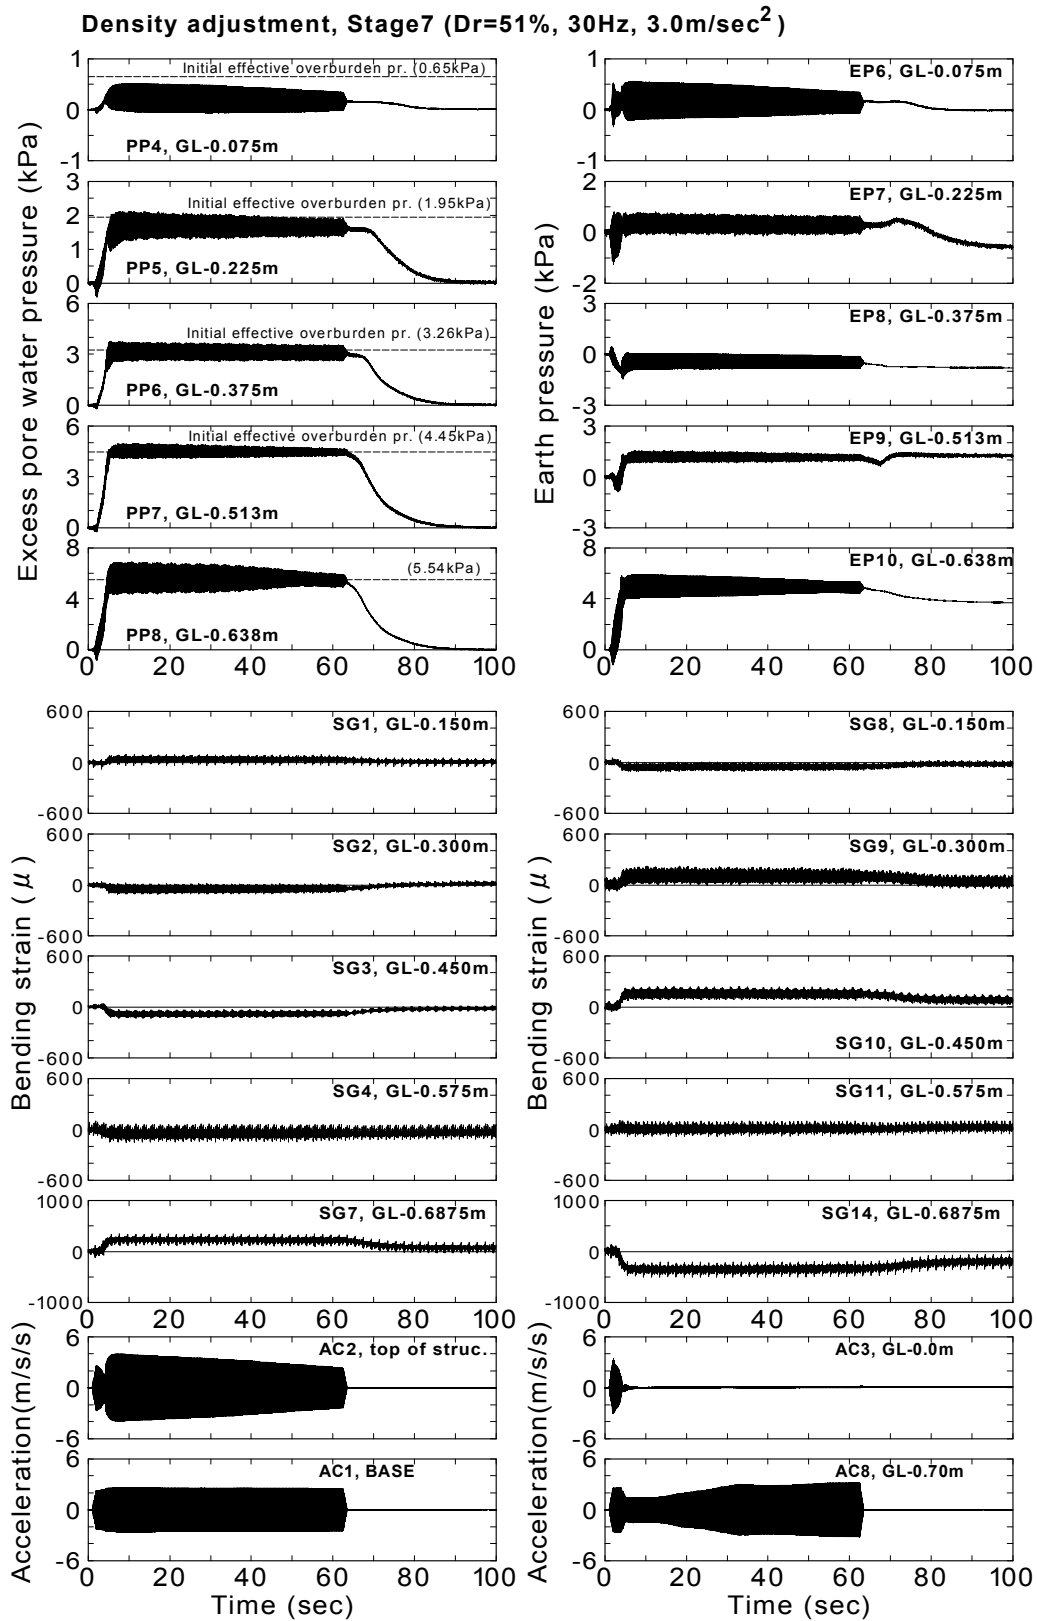 Density adjustment, Stage7 (Dr=51%, 30Hz, 3.0m/sec²)
Excess pore water pressure (kPa)
1
0
-1
Initial effective overburden pr. (0.65kPa)
PP4, GL-0.075m
3
2
1
0
Initial effective overburden pr. (1.95kPa)
PP5, GL-0.225m
6
3
0
Initial effective overburden pr. (3.26kPa)
PP6, GL-0.375m
6
3
0
Initial effective overburden pr. (4.45kPa)
PP7, GL-0.513m
8
4
0
(5.54kPa)
PP8, GL-0.638m
0 20 40 60 80 100
Earth pressure (kPa)
1
0
-1
EP6, GL-0.075m
2
0
-2
EP7, GL-0.225m
3
0
-3
EP8, GL-0.375m
3
0
-3
EP9, GL-0.513m
8
4
0
EP10, GL-0.638m
0 20 40 60 80 100
Bending strain (μ)
600
0
-600
SG1, GL-0.150m
600
0
-600
SG2, GL-0.300m
600
0
-600
SG3, GL-0.450m
600
0
-600
SG4, GL-0.575m
1000
0
-1000
SG7, GL-0.6875m
0 20 40 60 80 100
Bending strain (μ)
600
0
-600
SG8, GL-0.150m
600
0
-600
SG9, GL-0.300m
600
0
-600
SG10, GL-0.450m
600
0
-600
SG11, GL-0.575m
1000
0
-1000
SG14, GL-0.6875m
0 20 40 60 80 100
Acceleration(m/s/s)
6
0
-6
AC2, top of struc.
6
0
-6
AC1, BASE
0 20 40 60 80 100
Time (sec)
Acceleration(m/s/s)
6
0
-6
AC3, GL-0.0m
6
0
-6
AC8, GL-0.70m
0 20 40 60 80 100
Time (sec)